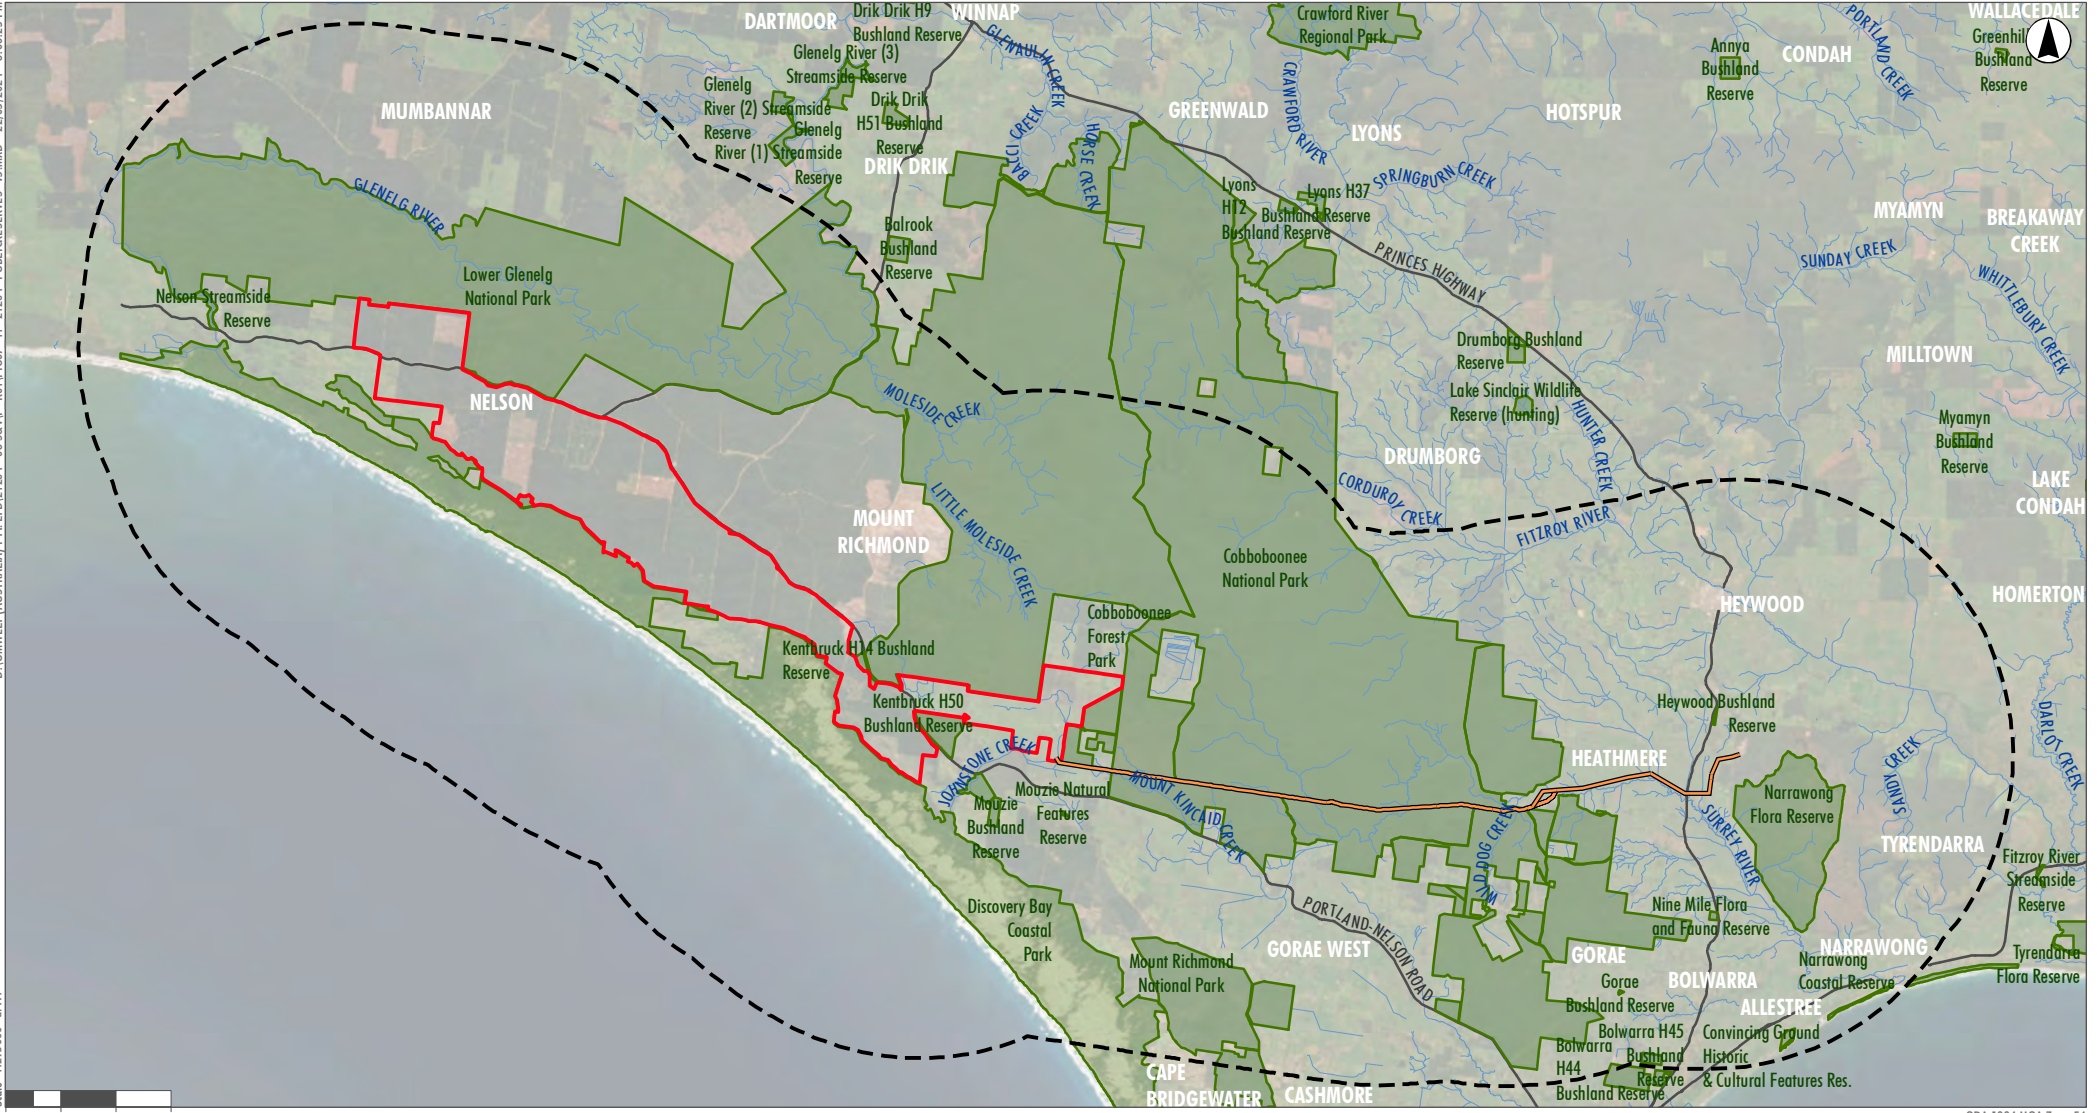 DARTMOOR
Drik Drik H9
Bushland Reserve
WINNAP
GLENAULIN CREEK
Crawford River
Regional Park
PORTLAND CREEK
WALLACEDALE
Greenhill
Bushland
Reserve
Annya
Bushland
Reserve
CONDAH
Glenelg River (3)
Streamside Reserve
Glenelg
River (2) Streamside
Reserve
Glenelg
River (1) Streamside
Reserve
Drik Drik
H51 Bushland
Reserve
DRIK DRIK
MUMBANNAR
BALCI CREEK
HORSE CREEK
GREENWALD
CRAWFORD RIVER
LYONS
HOTSPUR
SPRINGBURN CREEK
Lyons
H12
Bushland Reserve
Lyons H37
Bushland Reserve
MYAMYN
BREAKAWAY
CREEK
SUNDAY CREEK
WHITTLEBURY CREEK
GLENELG RIVER
Balrook
Bushland
Reserve
PRINCES HIGHWAY
Lower Glenelg
National Park
Nelson Streamside
Reserve
Drumborg Bushland
Reserve
MILLTOWN
Lake Sinclair Wildlife
Reserve (hunting)
HUNTER CREEK
Myamyn
Bushland
Reserve
NELSON
MOLESIDE CREEK
DRUMBORG
LAKE
CONDAH
CORDUROY CREEK
FITZROY RIVER
MOUNT
RICHMOND
LITTLE MOLESIDE CREEK
Cobboboonee
National Park
HOMERTON
HEYWOOD
Cobboboonee
Forest
Park
Kentbruck H14 Bushland
Reserve
Kentbruck H50
Bushland Reserve
Heywood Bushland
Reserve
DARLOT CREEK
JOHNSTONE CREEK
HEATHMERE
SANDY CREEK
MOUNT KINCAID CREEK
Mouzie Natural
Features
Reserve
Mouzie
Bushland
Reserve
Narrawong
Flora Reserve
SURREY RIVER
WILD DOG CREEK
TYRENDARRA
Fitzroy River
Streamside
Reserve
Discovery Bay
Coastal
Park
PORTLAND-NELSON ROAD
Nine Mile Flora
and Fauna Reserve
GORAE WEST
GORAE
NARRAWONG
Narrawong
Coastal Reserve
Tyrendarra
Flora Reserve
Mount Richmond
National Park
Gorae
Bushland Reserve
BOLWARRA
ALLESTREE
Bolwarra H45
Bushland
Reserve
Convincing Ground
Historic
& Cultural Features Res.
Bolwarra
H44
Bushland Reserve
CAPE
BRIDGEWATER
CASHMORE